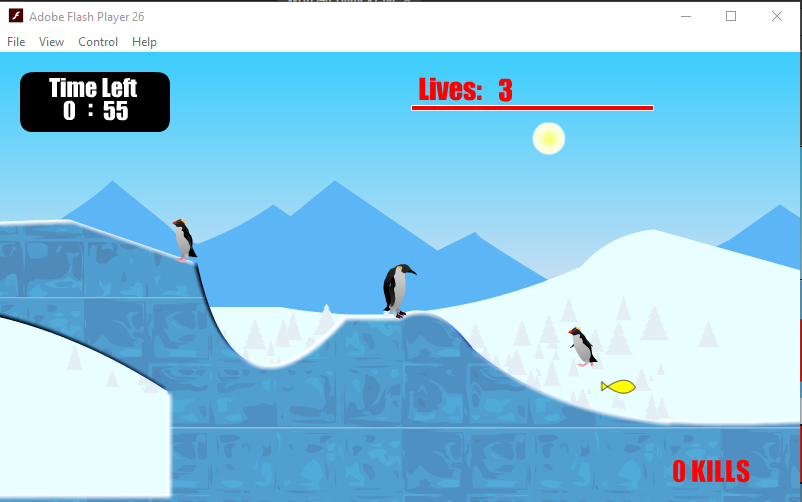 Adobe Flash Player 26
File View Control Help
Time Left
0 : 55
Lives: 3
0 KILLS